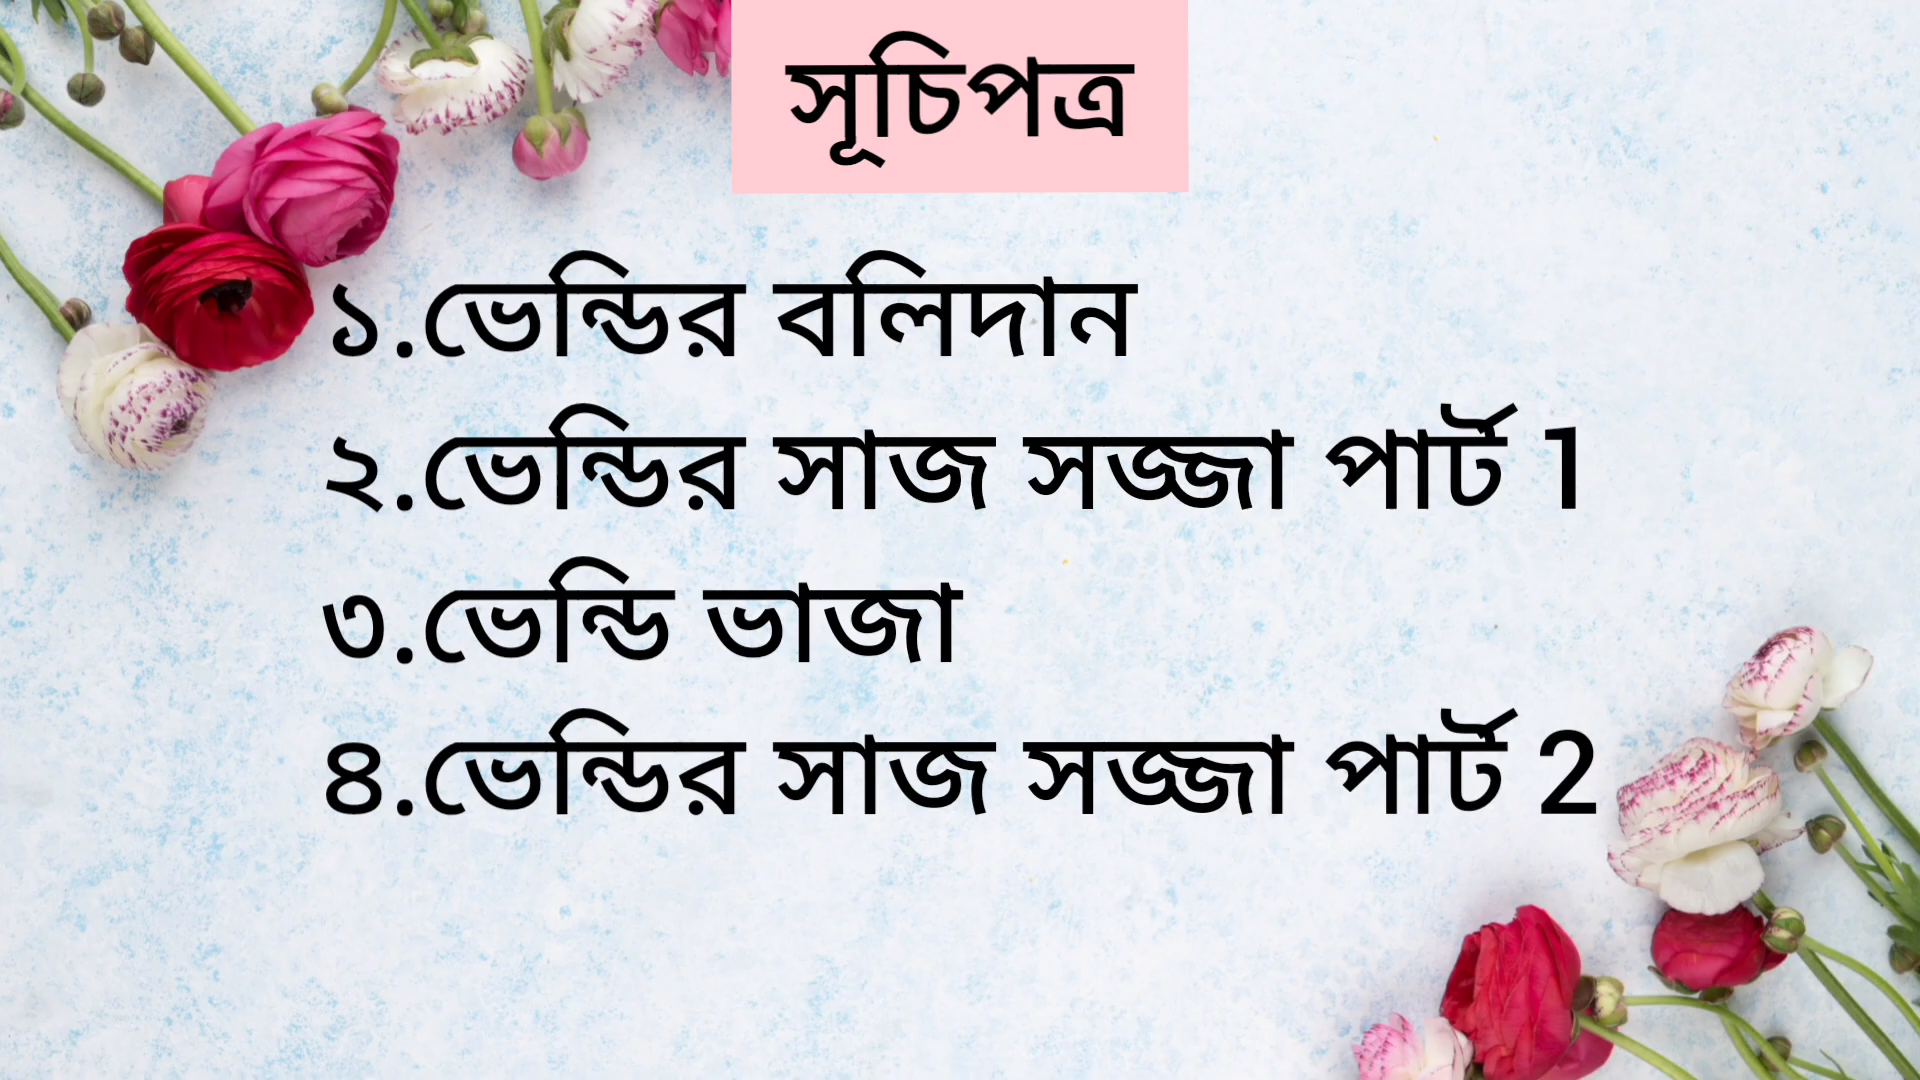 সূচিপত্র
১.ভেন্ডির বলিদান
২.ভেন্ডির সাজ সজ্জা পার্ট 1
৩.ভেন্ডি ভাজা
৪.ভেন্ডির সাজ সজ্জা পার্ট 2